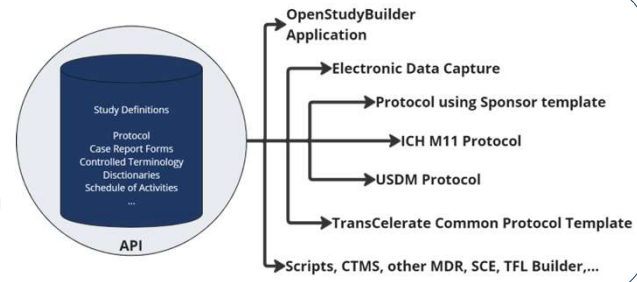 OpenStudyBuilder
Application
Electronic Data Capture
Study Definitions
Protocol using Sponsor template
Protocol
Case Report Forms
Controlled Terminology
Disctionaries
Schedule of Activities
...
ICH M11 Protocol
USDM Protocol
TransCelerate Common Protocol Template
API
Scripts, CTMS, other MDR, SCE, TFL Builder,...